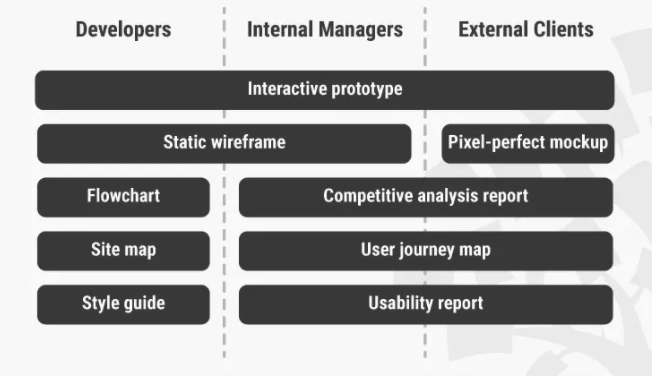 Developers
Internal Managers
External Clients
Interactive prototype
Static wireframe
Pixel-perfect mockup
Flowchart
Competitive analysis report
Site map
User journey map
Style guide
Usability report